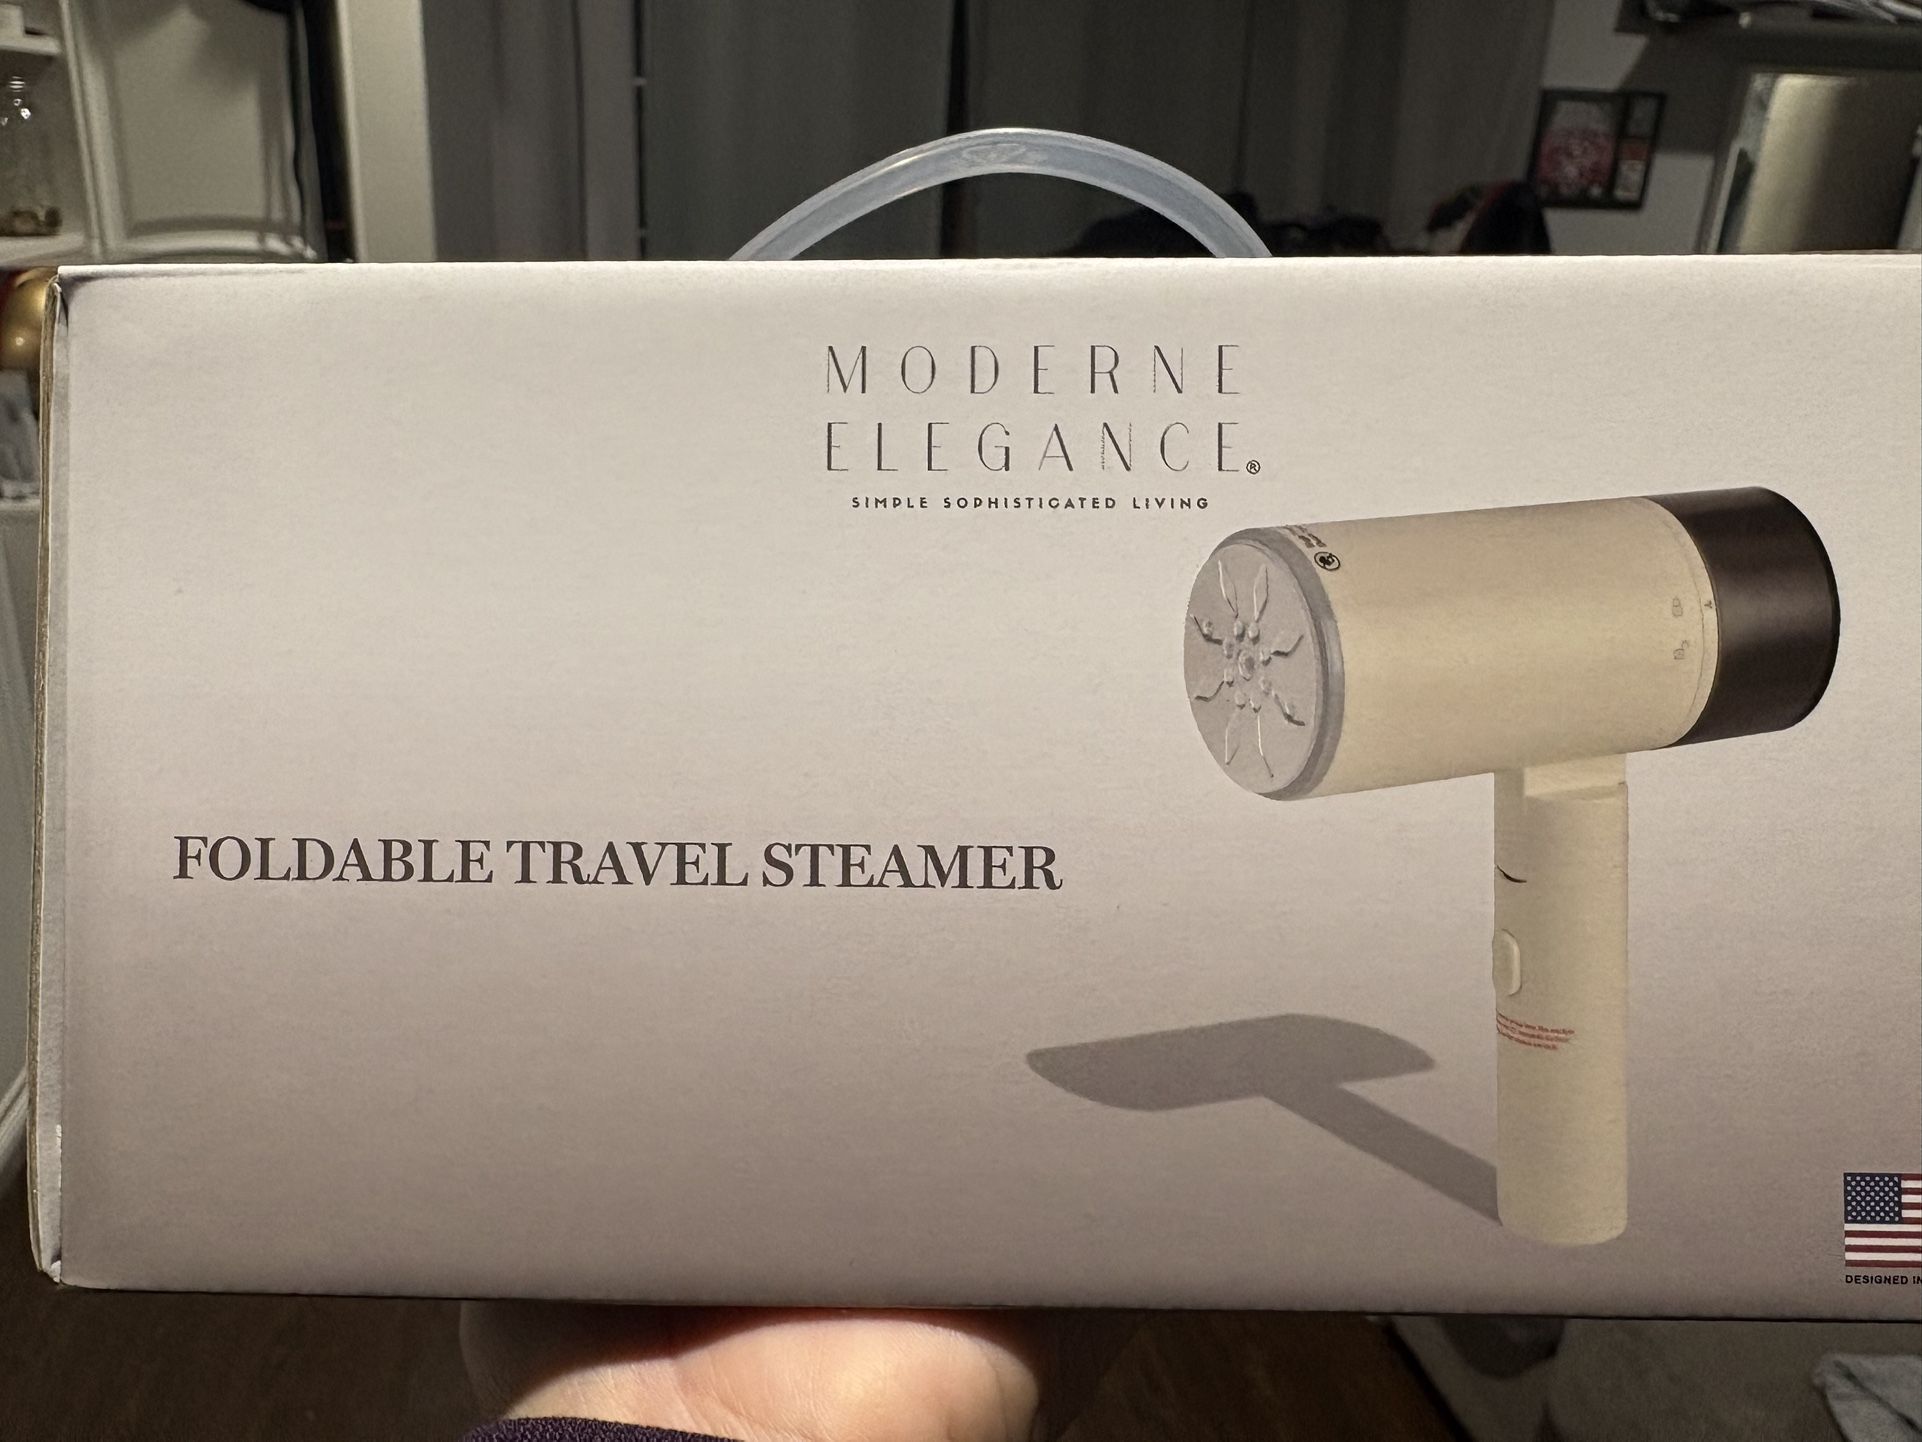 MODERNE
ELEGANCE®
SIMPLE SOPHISTICATED LIVING
FOLDABLE TRAVEL STEAMER
DESIGNED IN